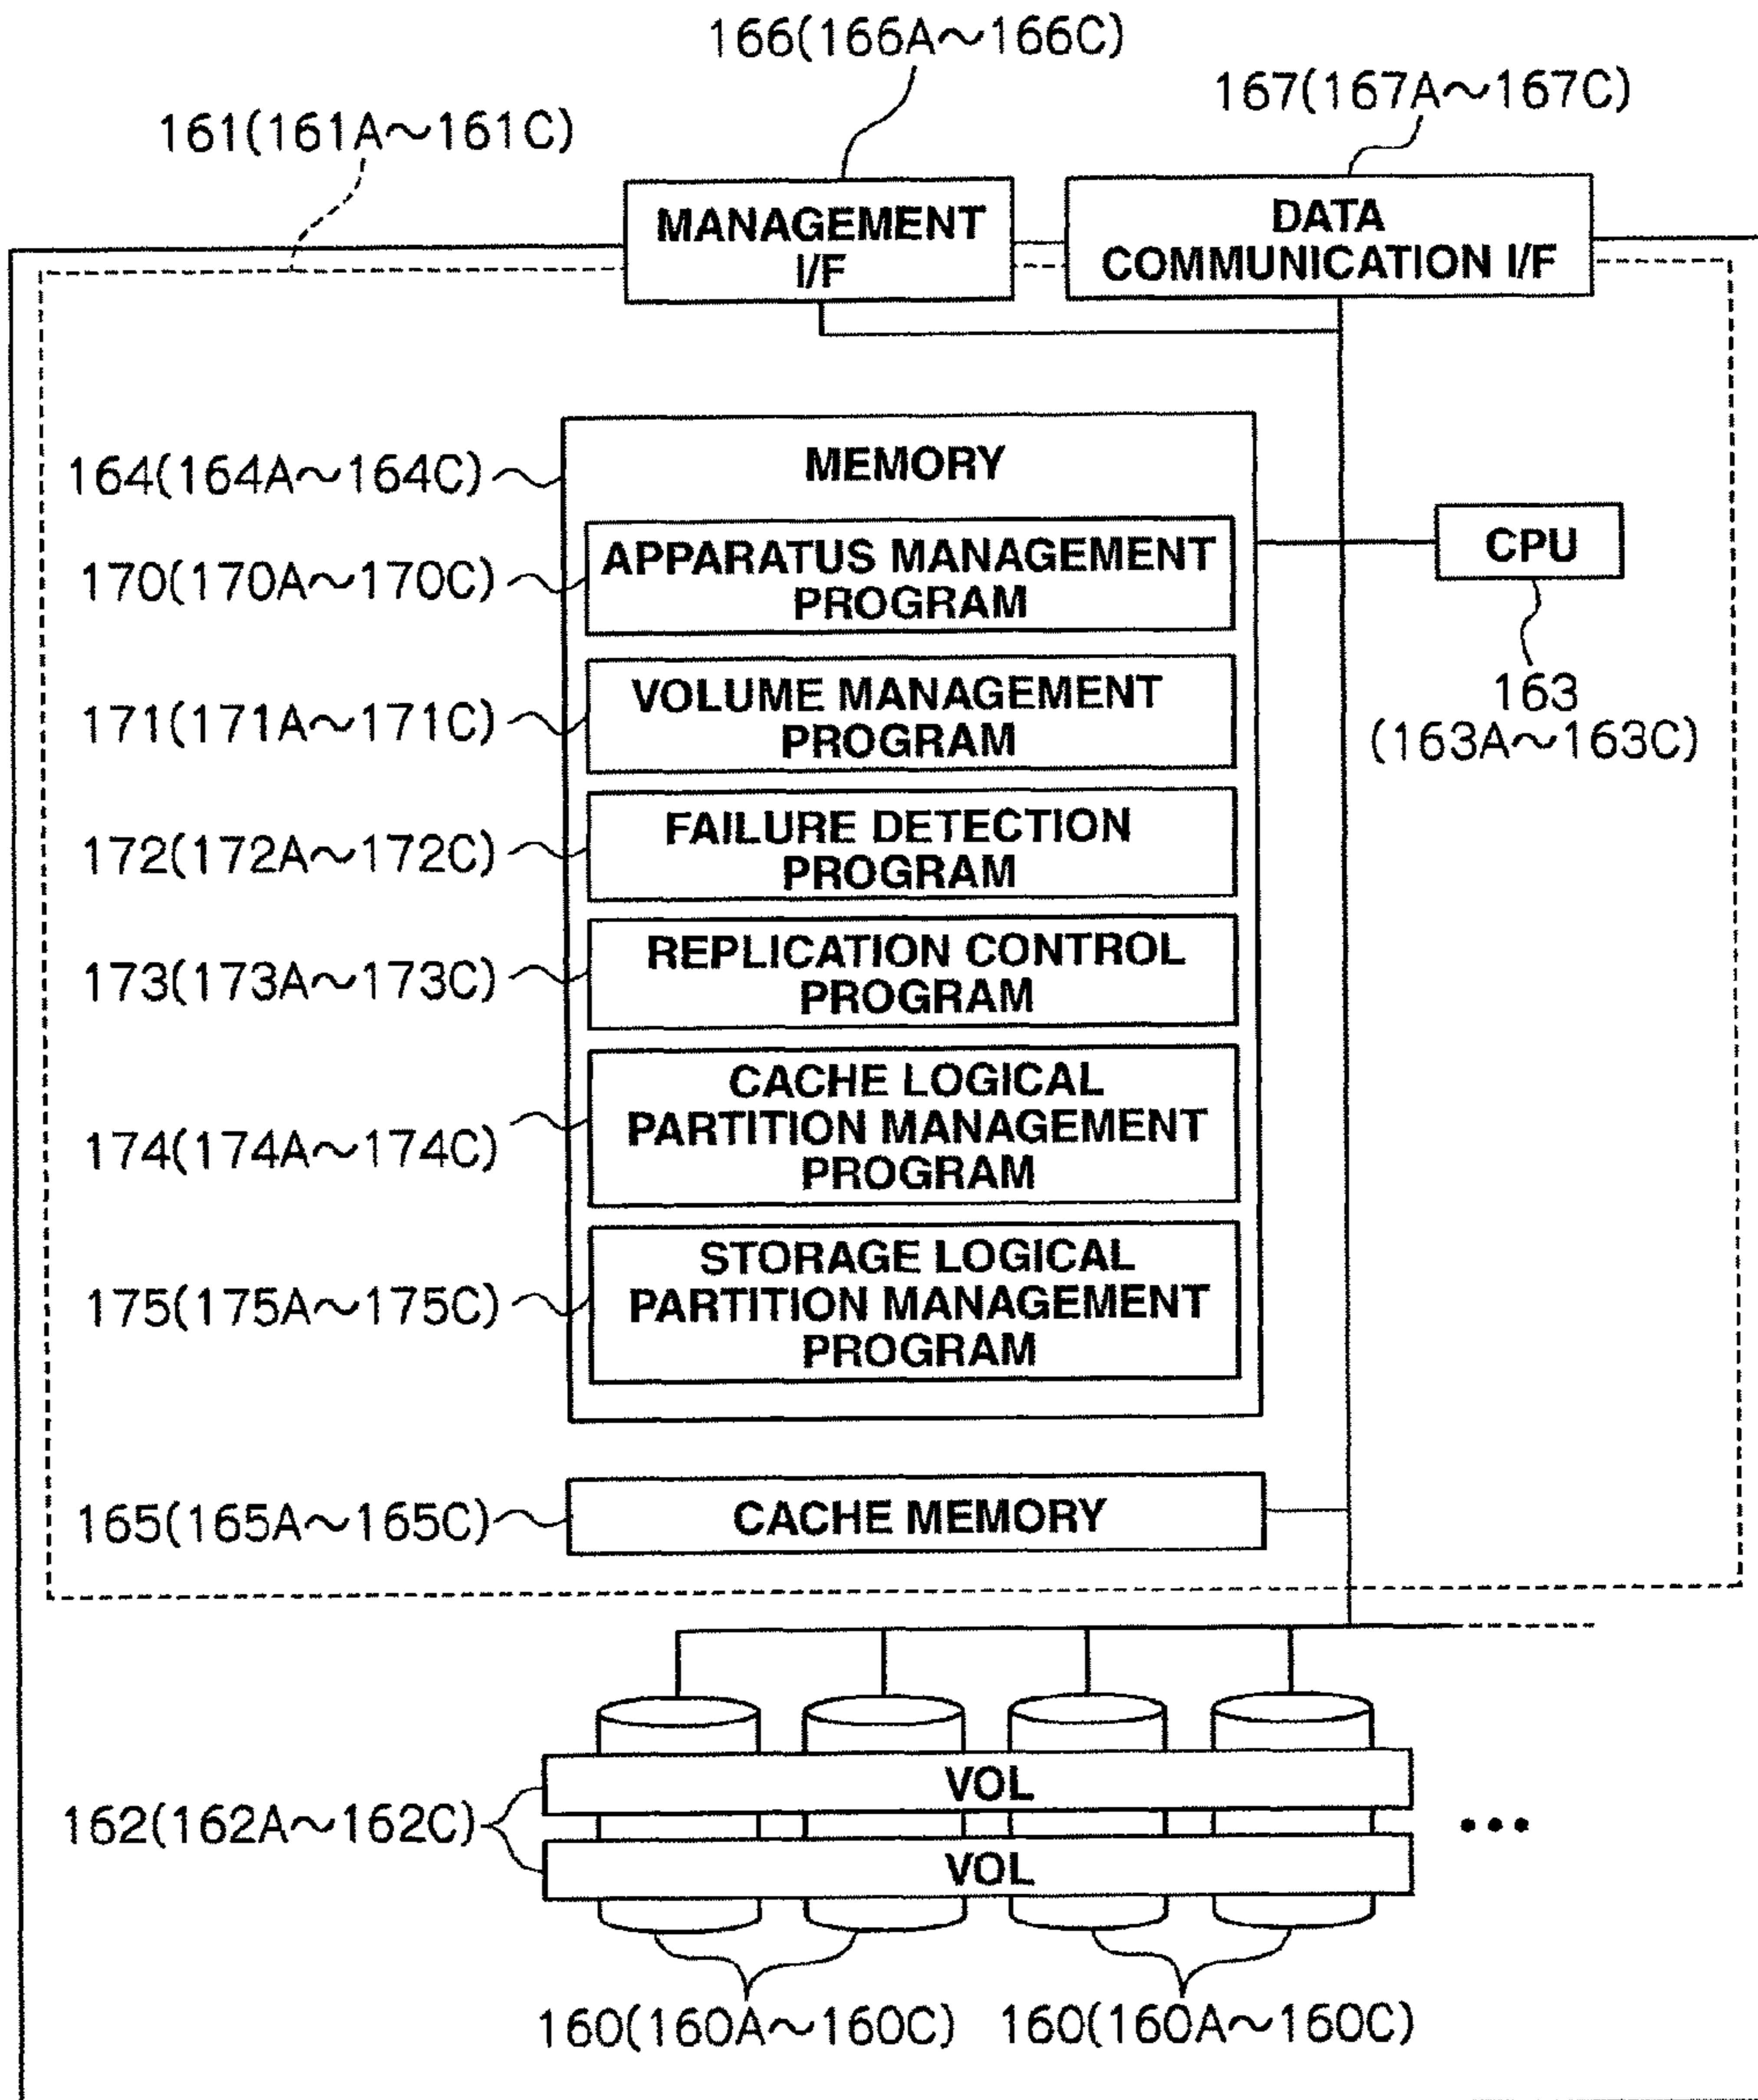 166(166A~166C)
167(167A~167C)
161(161A~161C)
MANAGEMENT
I/F
DATA
COMMUNICATION I/F
164(164A~164C)
MEMORY
170(170A~170C)
APPARATUS MANAGEMENT
PROGRAM
CPU
163
(163A~163C)
171(171A~171C)
VOLUME MANAGEMENT
PROGRAM
172(172A~172C)
FAILURE DETECTION
PROGRAM
173(173A~173C)
REPLICATION CONTROL
PROGRAM
174(174A~174C)
CACHE LOGICAL
PARTITION MANAGEMENT
PROGRAM
175(175A~175C)
STORAGE LOGICAL
PARTITION MANAGEMENT
PROGRAM
165(165A~165C)
CACHE MEMORY
162(162A~162C)
VOL
VOL
•••
160(160A~160C)
160(160A~160C)